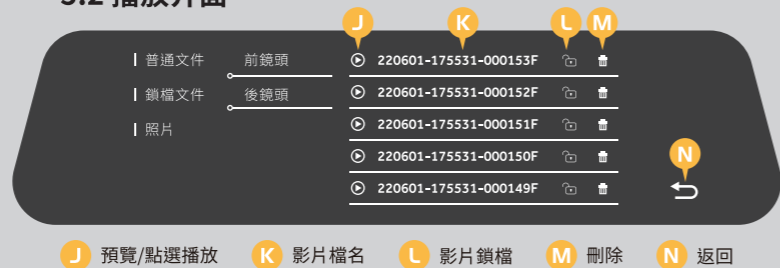 5.2 播放介面
J K L M
普通文件 前鏡頭 220601-175531-000153F
鎖檔文件 後鏡頭 220601-175531-000152F
照片 220601-175531-000151F
220601-175531-000150F
N
220601-175531-000149F
J 預覽/點選播放 K 影片檔名 L 影片鎖檔 M 刪除 N 返回